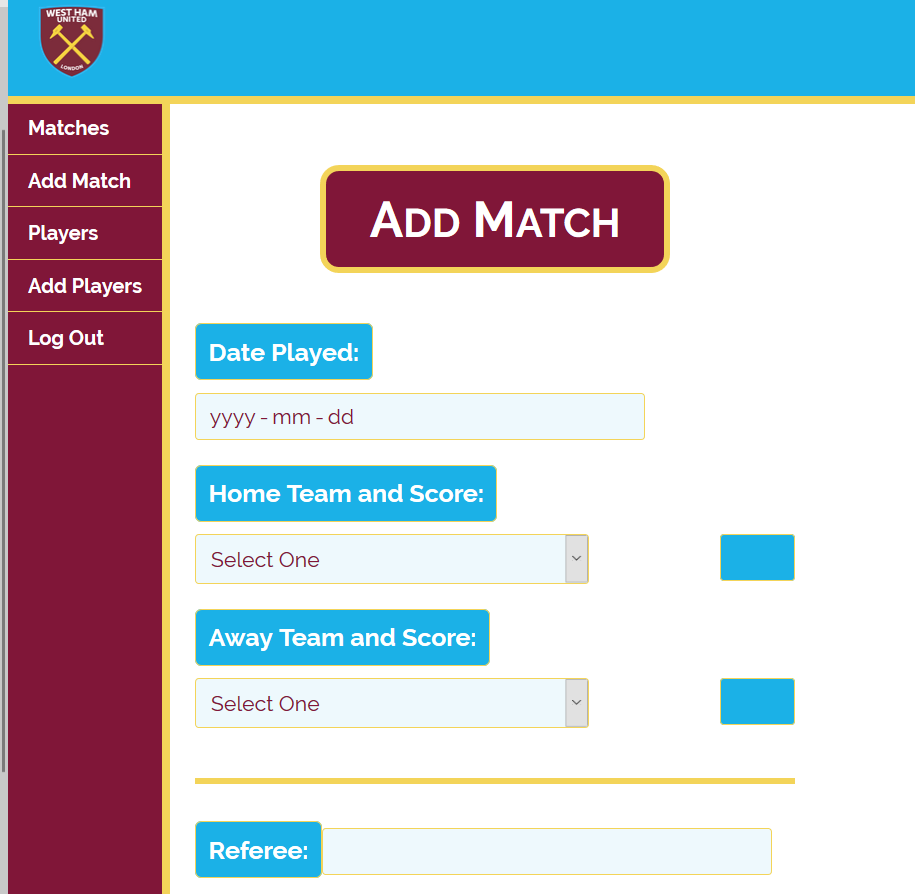 WEST HAM
UNITED
LONDON
Matches
Add Match
Players
Add Players
Log Out
Add Match
Date Played:
yyyy - mm - dd
Home Team and Score:
Select One
Away Team and Score:
Select One
Referee: